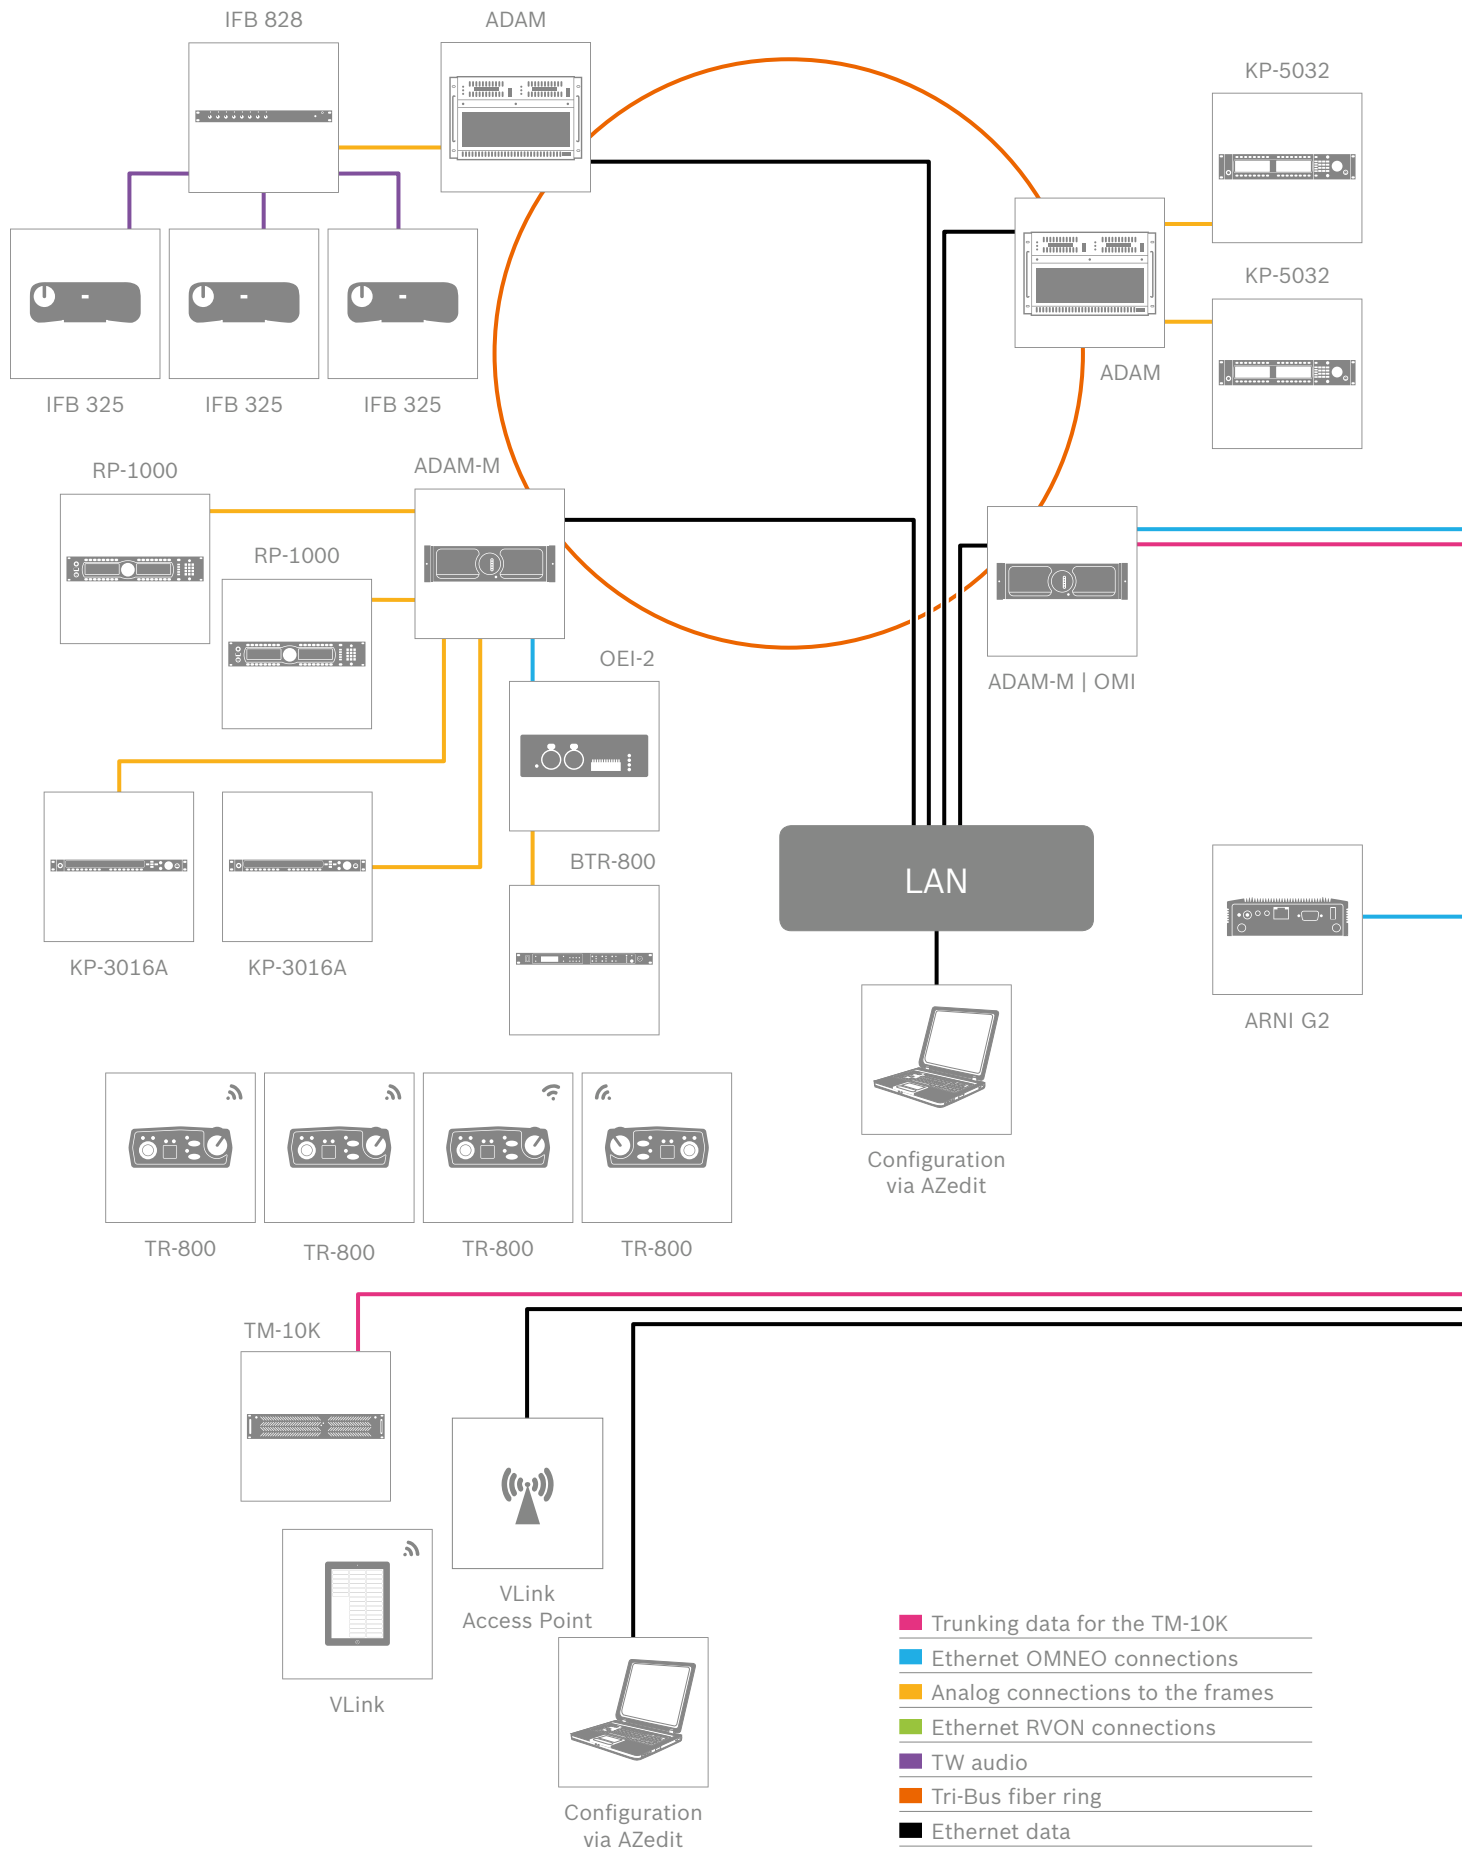 IFB 828
ADAM
KP-5032
KP-5032
ADAM
IFB 325
IFB 325
IFB 325
RP-1000
ADAM-M
RP-1000
OEI-2
ADAM-M | OMI
BTR-800
LAN
KP-3016A
KP-3016A
ARNI G2
Configuration
via AZedit
TR-800
TR-800
TR-800
TR-800
TM-10K
VLink
Access Point
VLink
Configuration
via AZedit
Trunking data for the TM-10K
Ethernet OMNEO connections
Analog connections to the frames
Ethernet RVON connections
TW audio
Tri-Bus fiber ring
Ethernet data